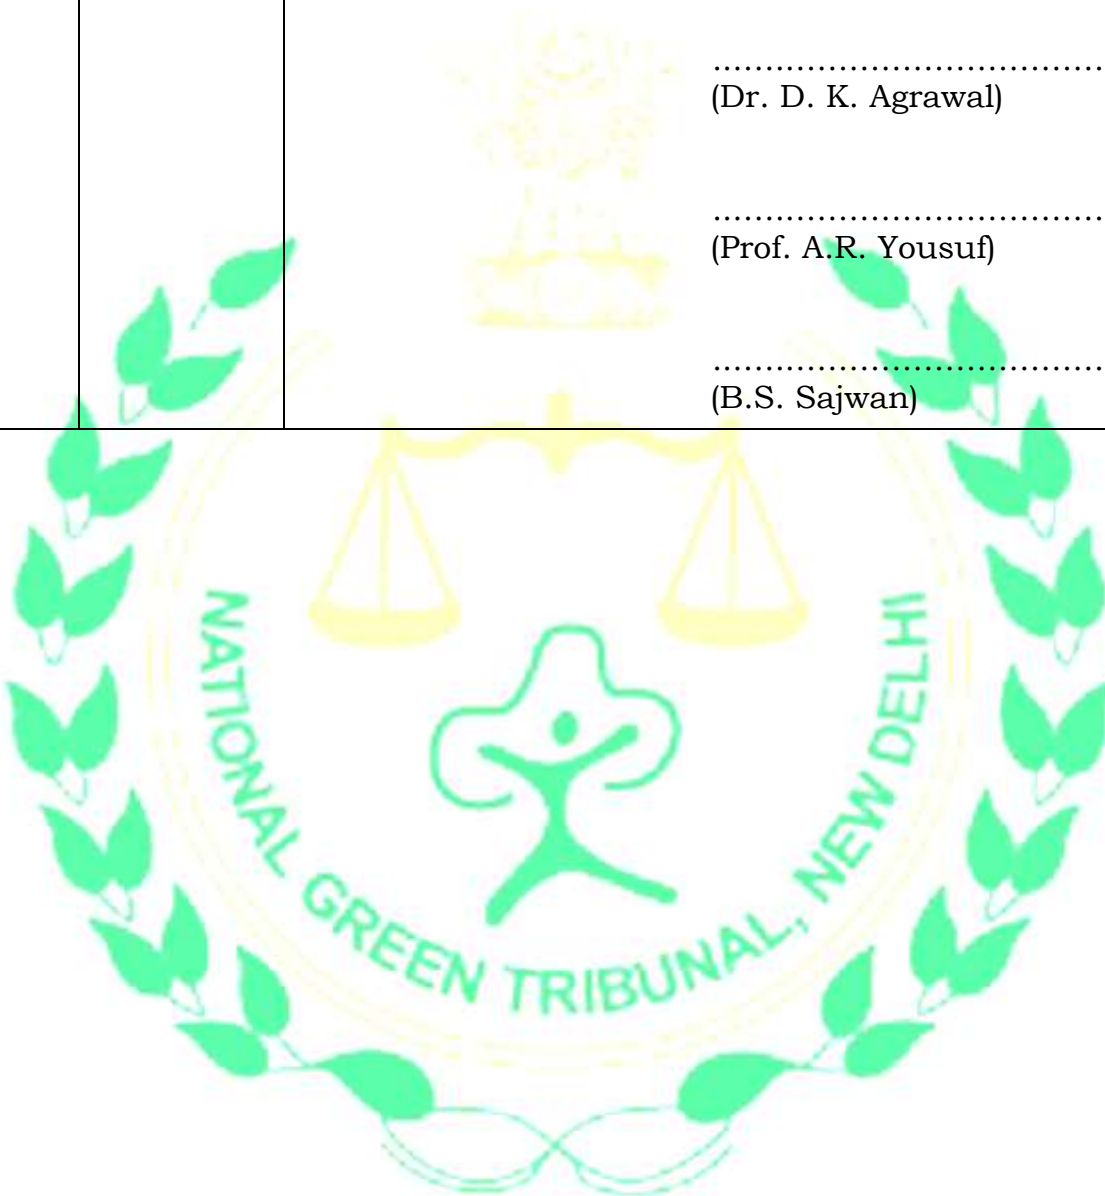 .....................................
(Dr. D. K. Agrawal)
.....................................
(Prof. A.R. Yousuf)
.....................................
(B.S. Sajwan)
NATIONAL GREEN TRIBUNAL, NEW DELHI